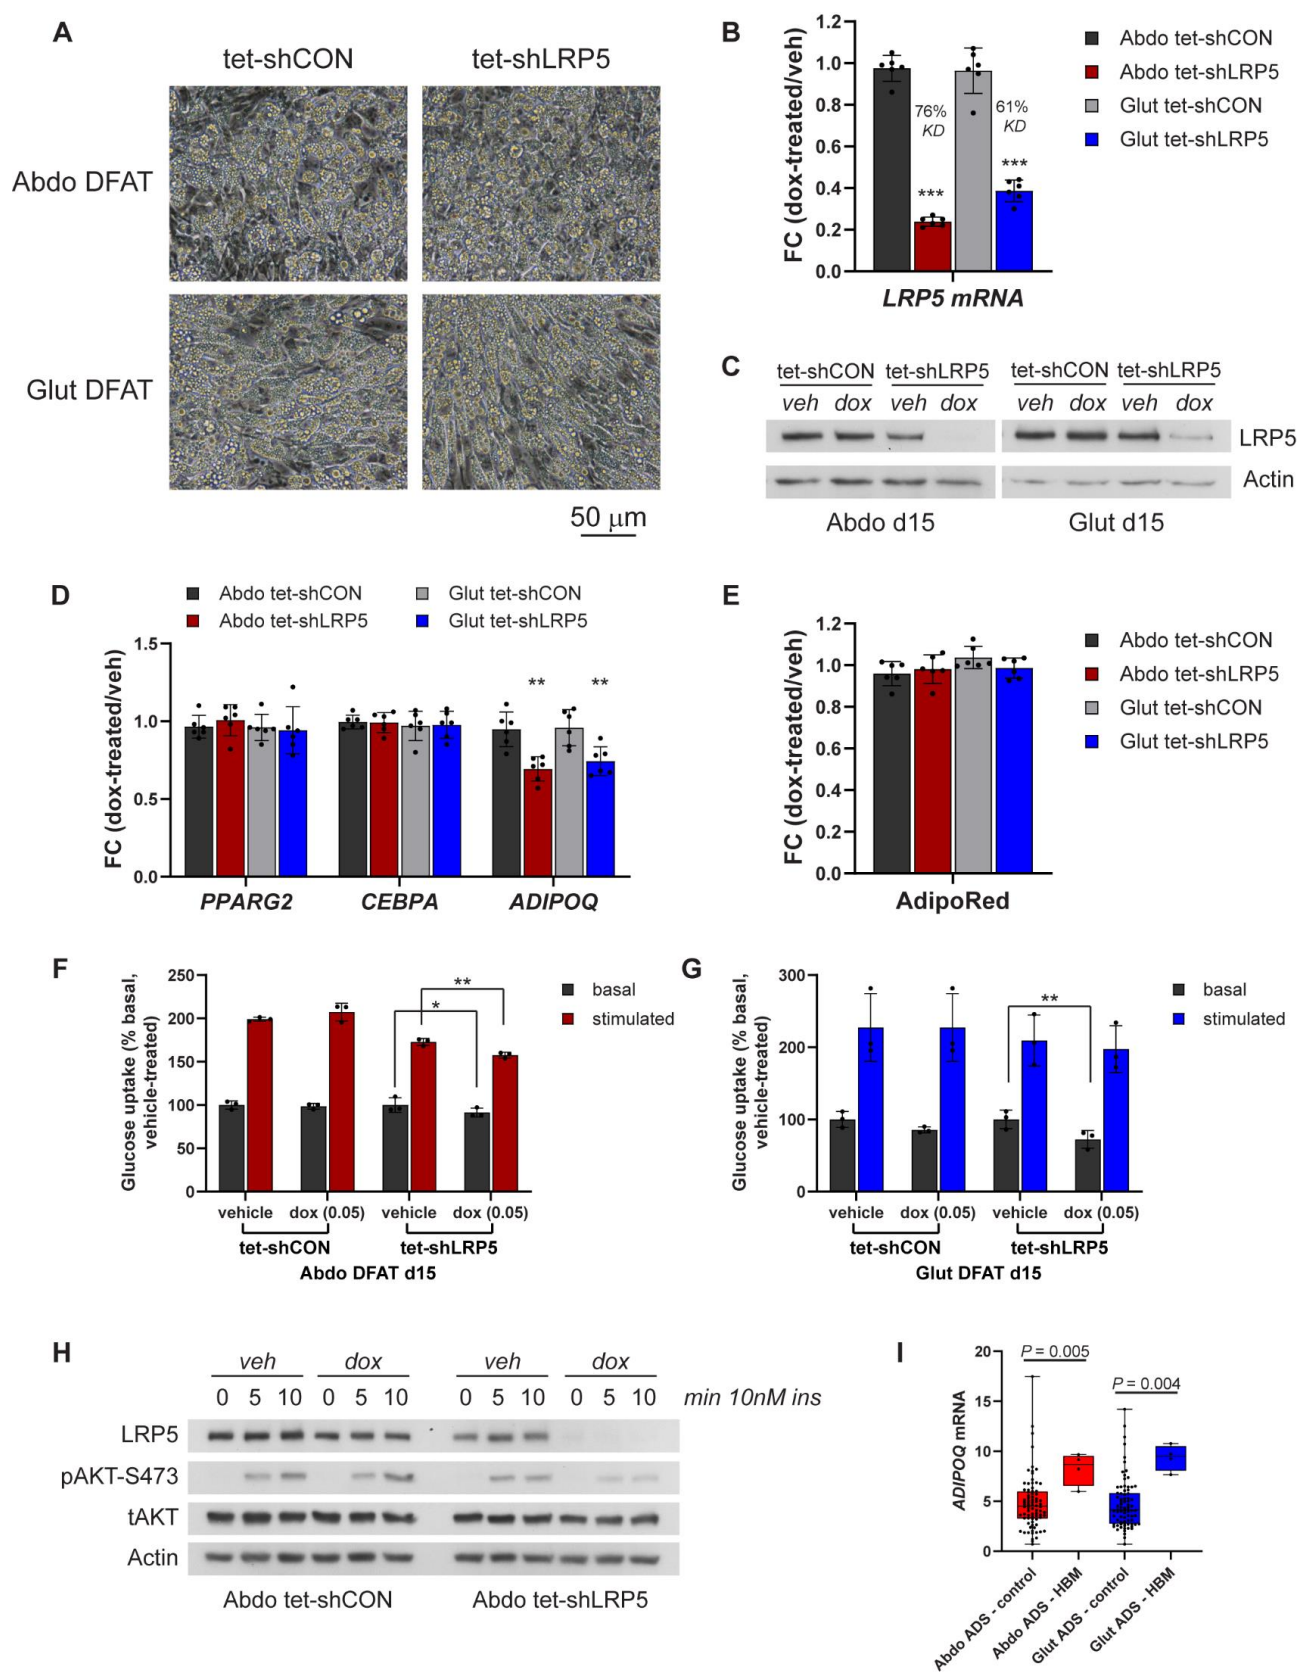 A
tet-shCON tet-shLRP5
Abdo DFAT
Glut DFAT
50 μm
B
1.2
1.0
0.8
0.6
0.4
0.2
0.0
FC (dox-treated/veh)
76%
KD
61%
KD
***
***
LRP5 mRNA
Abdo tet-shCON
Abdo tet-shLRP5
Glut tet-shCON
Glut tet-shLRP5
C
tet-shCON tet-shLRP5 tet-shCON tet-shLRP5
veh dox veh dox veh dox veh dox
LRP5
Actin
Abdo d15 Glut d15
D
Abdo tet-shCON Glut tet-shCON
Abdo tet-shLRP5 Glut tet-shLRP5
1.5
1.0
0.5
0.0
FC (dox-treated/veh)
** **
PPARG2 CEBPA ADIPOQ
E
1.2
1.0
0.8
0.6
0.4
0.2
0.0
FC (dox-treated/veh)
AdipoRed
Abdo tet-shCON
Abdo tet-shLRP5
Glut tet-shCON
Glut tet-shLRP5
F
250
200
150
100
50
0
Glucose uptake (% basal,
vehicle-treated)
**
*
basal
stimulated
vehicle dox (0.05) vehicle dox (0.05)
tet-shCON tet-shLRP5
Abdo DFAT d15
G
300
200
100
0
Glucose uptake (% basal,
vehicle-treated)
**
basal
stimulated
vehicle dox (0.05) vehicle dox (0.05)
tet-shCON tet-shLRP5
Glut DFAT d15
H
veh dox veh dox
0 5 10 0 5 10 0 5 10 0 5 10 min 10nM ins
LRP5
pAKT-S473
tAKT
Actin
Abdo tet-shCON Abdo tet-shLRP5
I
20
15
10
5
0
ADIPOQ mRNA
P = 0.005
P = 0.004
Abdo ADS - control
Abdo ADS - HBM
Glut ADS - control
Glut ADS - HBM